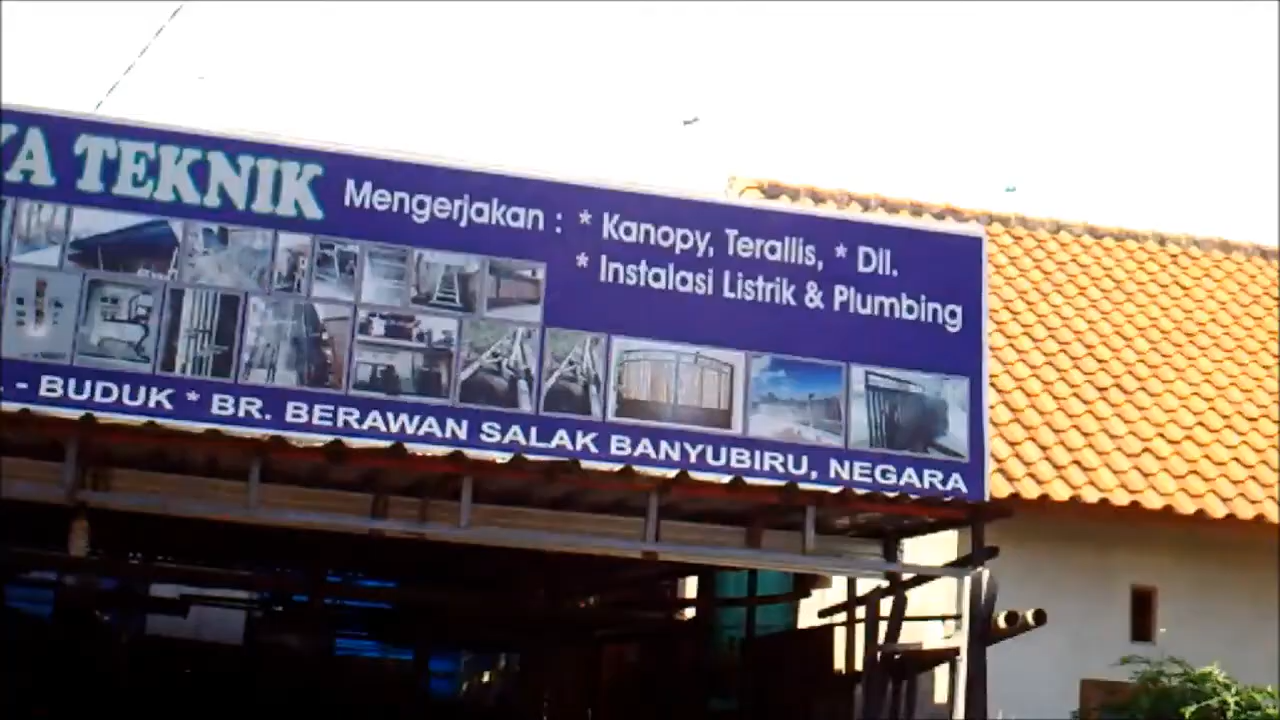 YA TEKNIK
Mengerjakan : * Kanopy, Terallis, * Dll.
* Instalasi Listrik & Plumbing
. - BUDUK * BR. BERAWAN SALAK BANYUBIRU, NEGARA